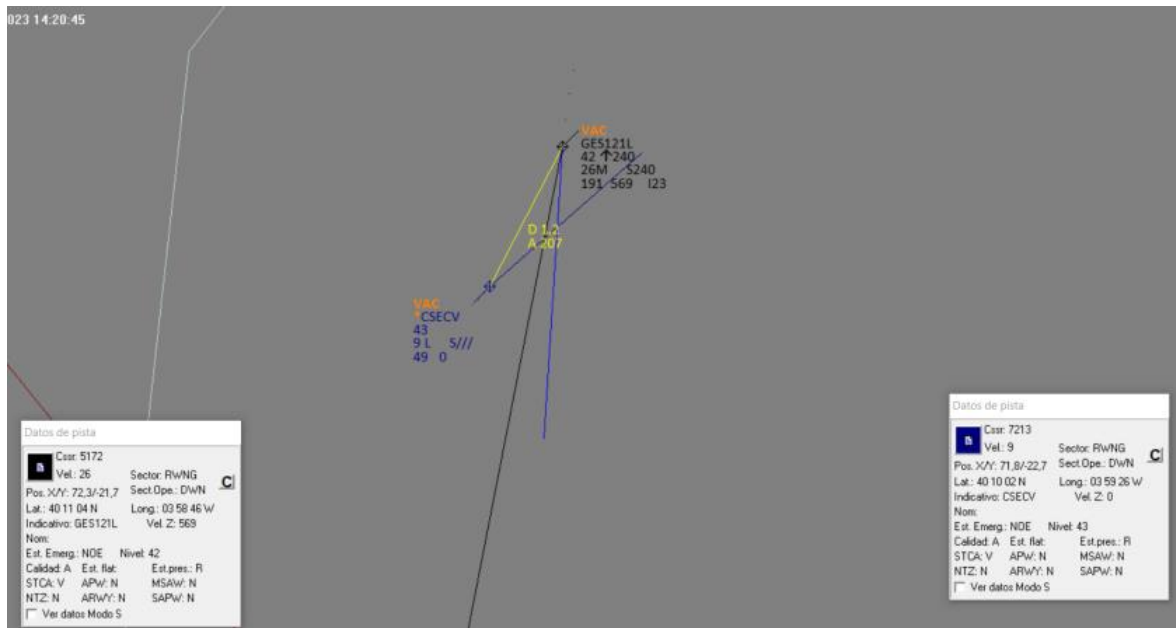 023 14:20:45
VAC
GES121L
42 ↑240
26M S240
191 569 I23
D 1,2
A 207
VAC
*CSECV
43
9 L S///
49 0
Datos de pista
Cssr: 5172
Vel.: 26 Sector: RWNG
C
Pos. X/Y: 72,3/-21,7 Sect.Ope.: DWN
Lat.: 40 11 04 N Long.: 03 58 46 W
Indicativo: GES121L Vel. Z: 569
Nom:
Est. Emerg.: NOE Nivel: 42
Calidad: A Est. flat: Est.pres.: R
STCA: V APW: N MSAW: N
NTZ: N ARWY: N SAPW: N
Ver datos Modo S
Datos de pista
Cssr: 7213
Vel.: 9 Sector: RWNG
C
Pos. X/Y: 71,8/-22,7 Sect.Ope.: DWN
Lat.: 40 10 02 N Long.: 03 59 26 W
Indicativo: CSECV Vel. Z: 0
Nom:
Est. Emerg.: NOE Nivel: 43
Calidad: A Est. flat: Est.pres.: R
STCA: V APW: N MSAW: N
NTZ: N ARWY: N SAPW: N
Ver datos Modo S